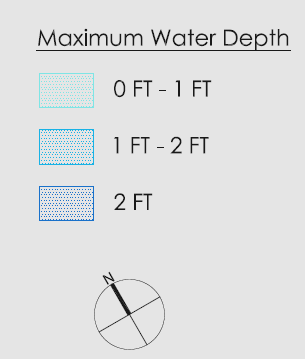 Maximum Water Depth
0 FT - 1 FT
1 FT - 2 FT
2 FT
N